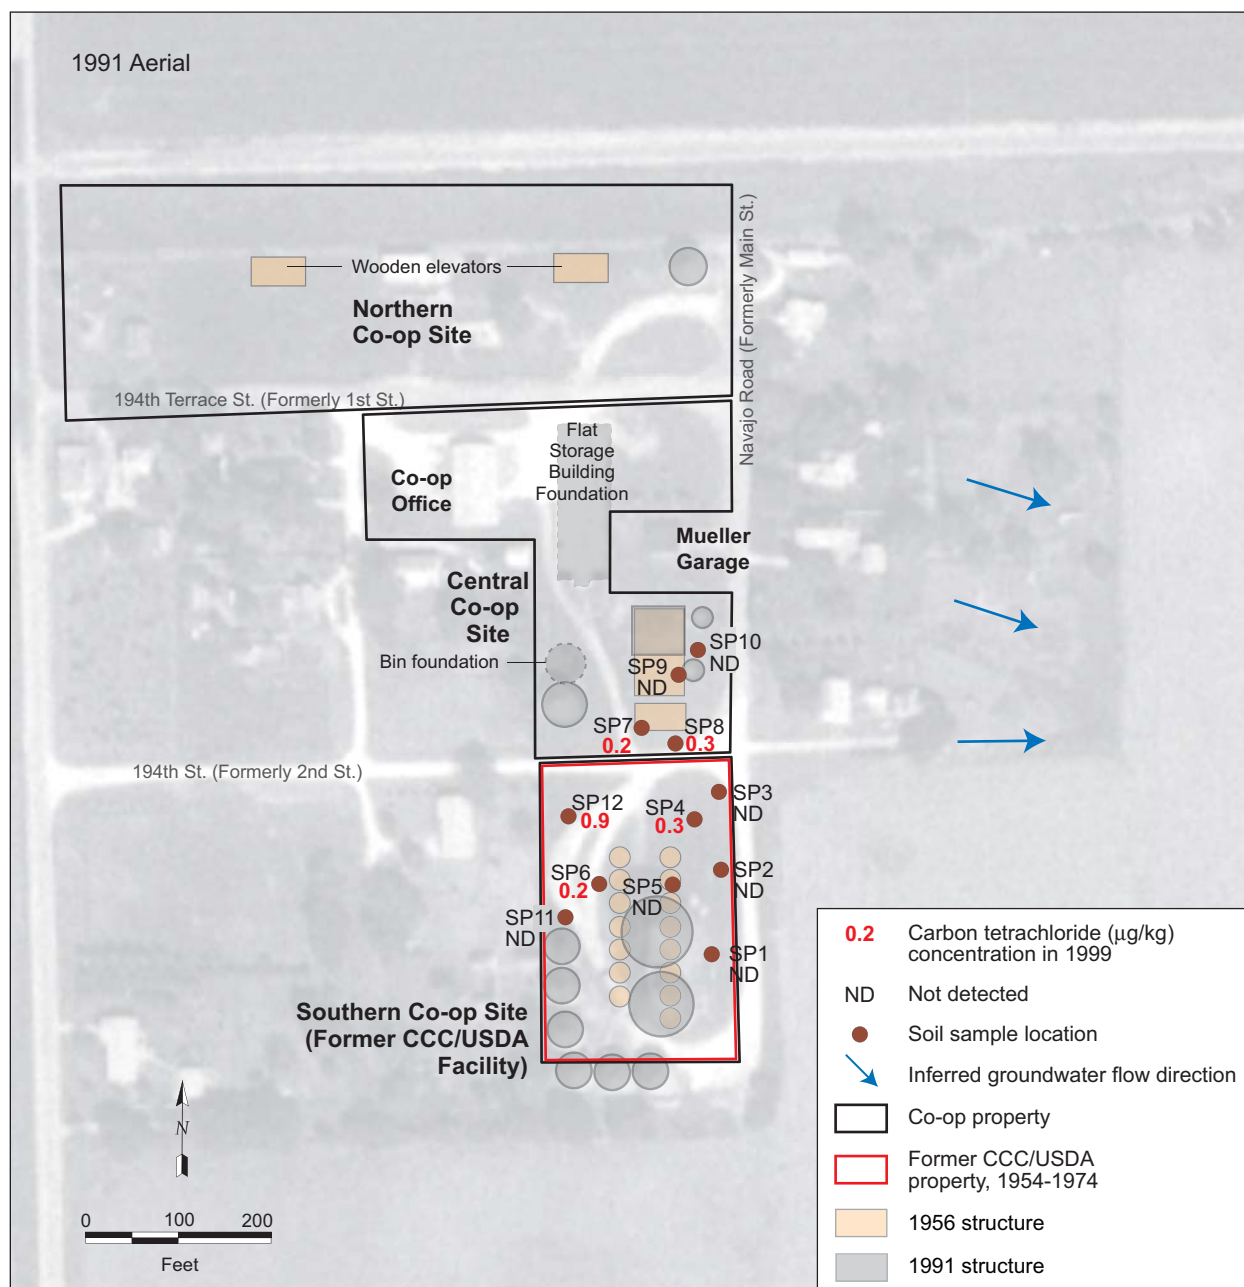 1991 Aerial
Wooden elevators
Northern
Co-op Site
Navajo Road (Formerly Main St.)
194th Terrace St. (Formerly 1st St.)
Flat
Storage
Building
Foundation
Co-op
Office
Mueller
Garage
Central
Co-op
Site
Bin foundation
SP10
ND
SP9
ND
SP7
0.2
SP8
0.3
194th St. (Formerly 2nd St.)
SP12
0.9
SP4
0.3
SP3
ND
SP6
0.2
SP5
ND
SP2
ND
SP11
ND
SP1
ND
Southern Co-op Site
(Former CCC/USDA
Facility)
N
0 100 200
Feet
0.2 Carbon tetrachloride (µg/kg)
concentration in 1999
ND Not detected
Soil sample location
Inferred groundwater flow direction
Co-op property
Former CCC/USDA
property, 1954-1974
1956 structure
1991 structure